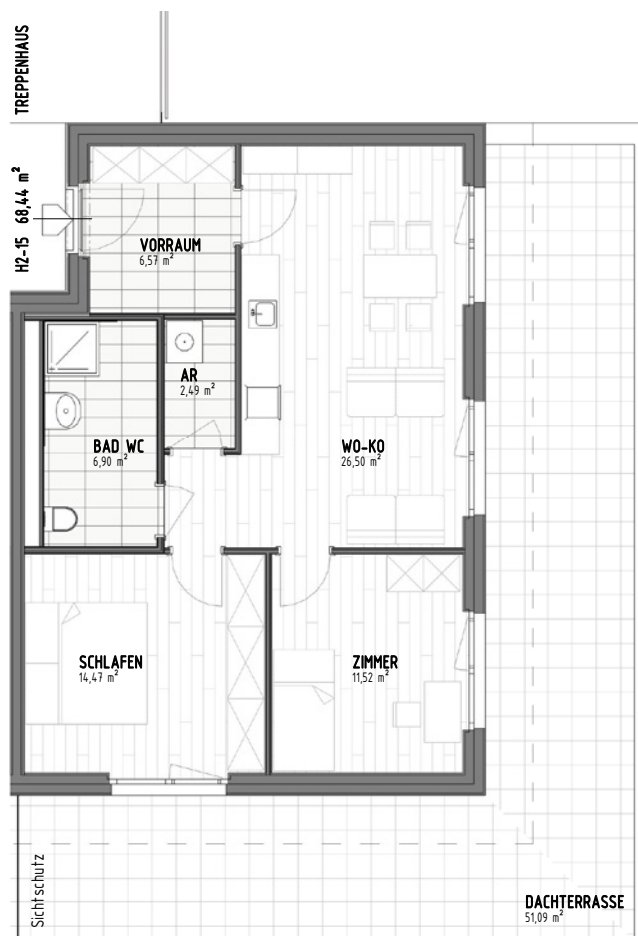 TREPPENHAUS
H2-15 68,44 m²
VORRAUM
6,57 m²
AR
2,49 m²
BAD WC
6,90 m²
WO-KO
26,50 m²
SCHLAFEN
14,47 m²
ZIMMER
11,52 m²
Sichtschutz
DACHTERRASSE
51,09 m²